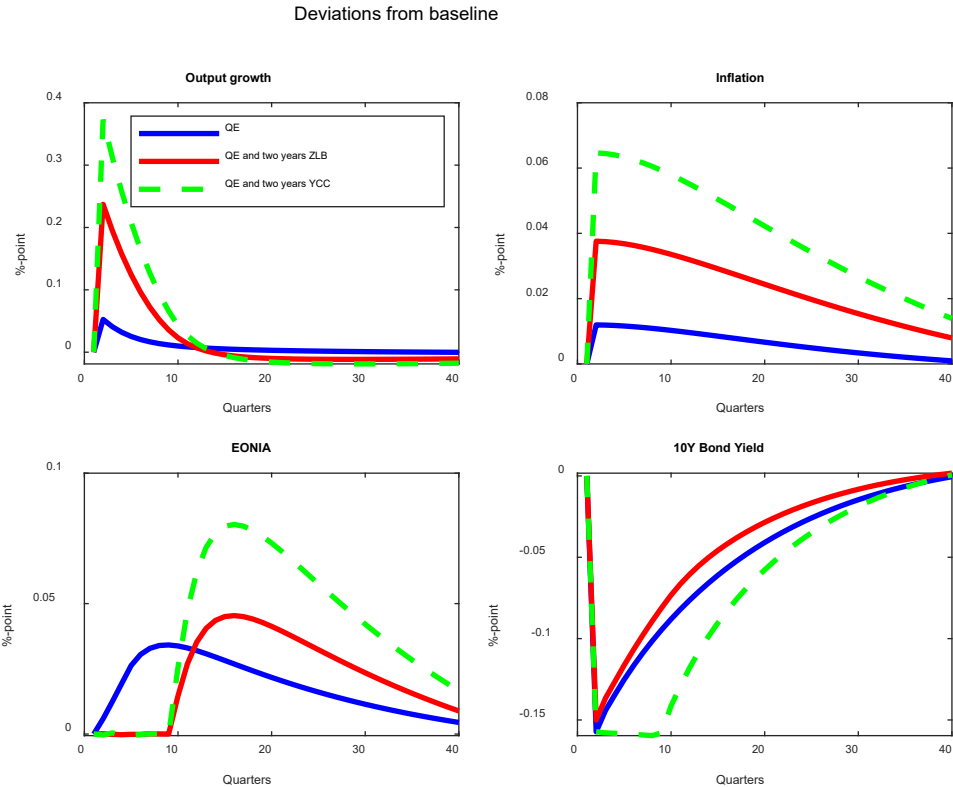 Deviations from baseline
Output growth
0.4
0.3
0.2
0.1
0
%-point
0
10
20
30
40
Quarters
QE
QE and two years ZLB
QE and two years YCC
Inflation
0.08
0.06
0.04
0.02
0
%-point
0
10
20
30
40
Quarters
EONIA
0.1
0.05
0
%-point
0
10
20
30
40
Quarters
10Y Bond Yield
0
-0.05
-0.1
-0.15
%-point
0
10
20
30
40
Quarters